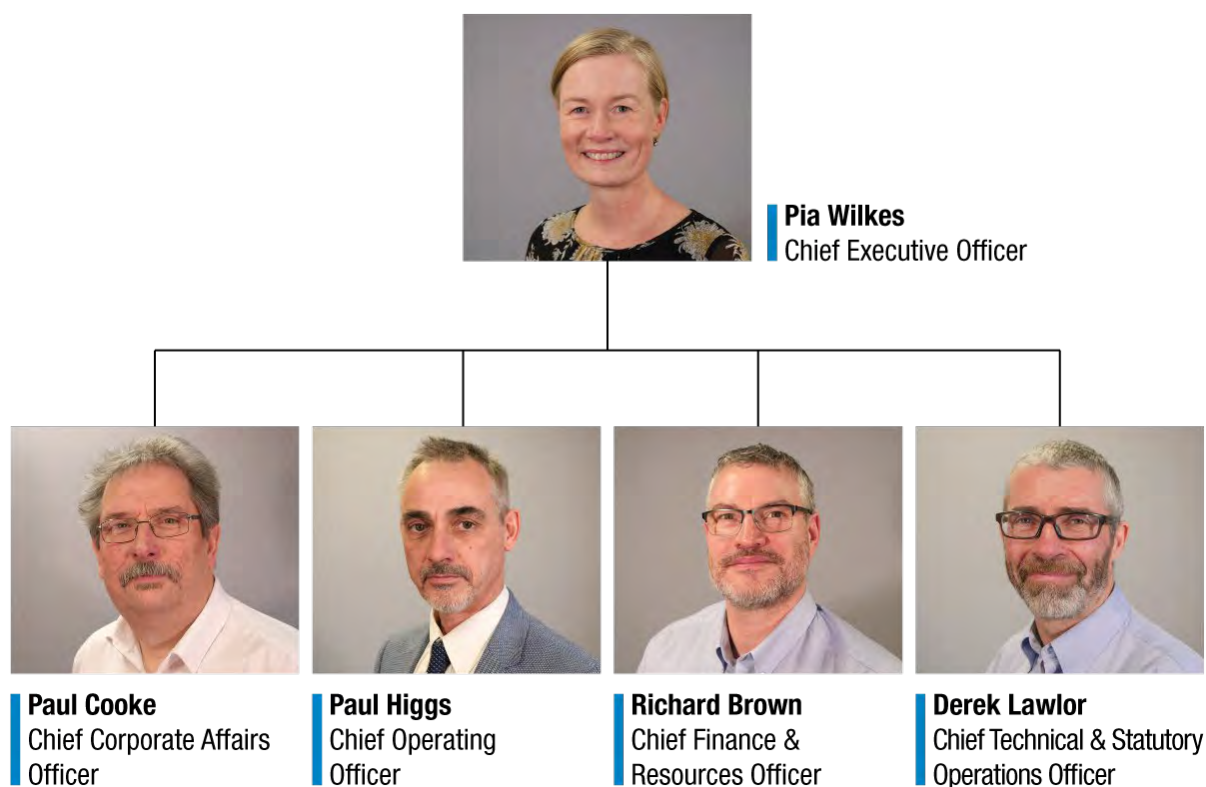 Pia Wilkes
Chief Executive Officer
Paul Cooke
Chief Corporate Affairs
Officer
Paul Higgs
Chief Operating
Officer
Richard Brown
Chief Finance &
Resources Officer
Derek Lawlor
Chief Technical & Statutory
Operations Officer